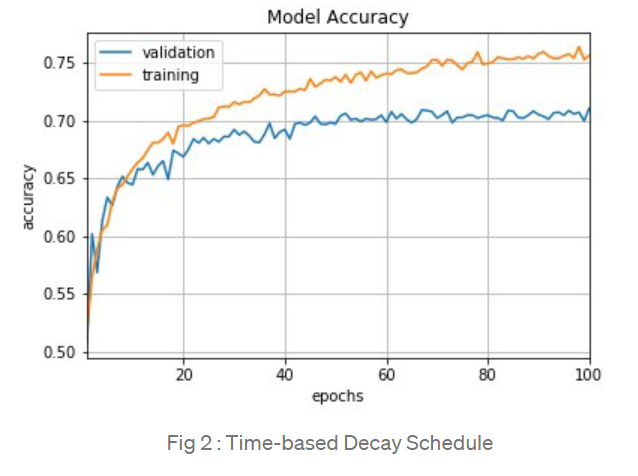 Model Accuracy
validation
training
0.75
0.70
0.65
0.60
0.55
0.50
accuracy
20 40 60 80 100
epochs
Fig 2 : Time-based Decay Schedule